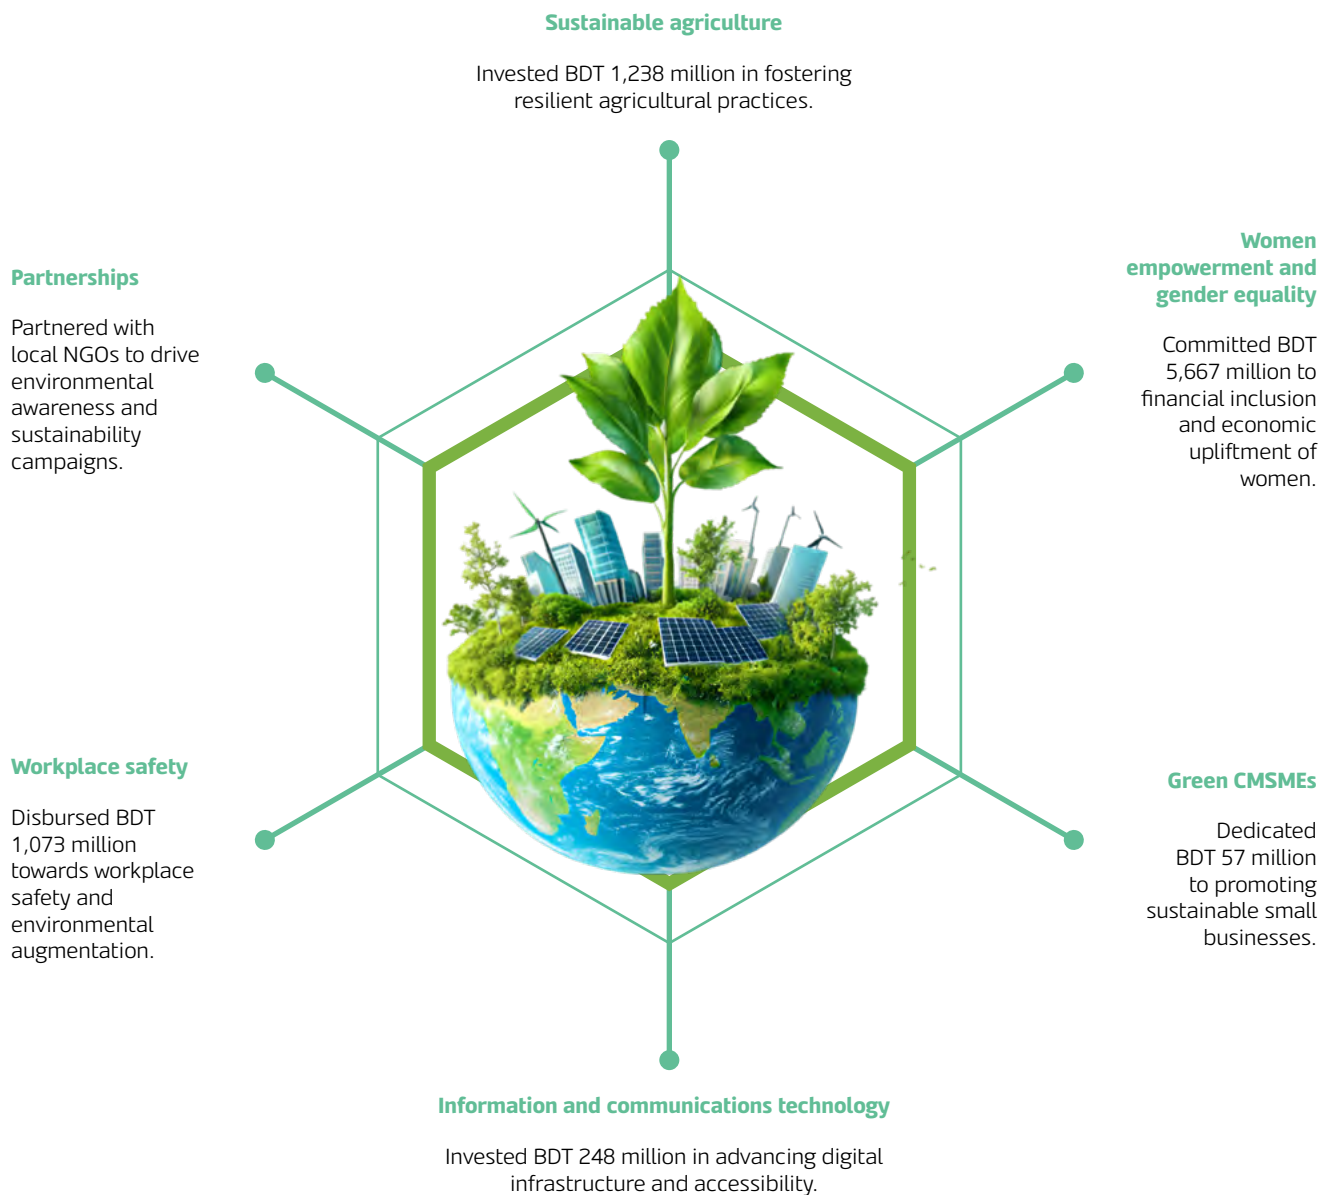 Sustainable agriculture
Invested BDT 1,238 million in fostering
resilient agricultural practices.
Partnerships
Partnered with
local NGOs to drive
environmental
awareness and
sustainability
campaigns.
Women
empowerment and
gender equality
Committed BDT
5,667 million to
financial inclusion
and economic
upliftment of
women.
Workplace safety
Disbursed BDT
1,073 million
towards workplace
safety and
environmental
augmentation.
Green CMSMEs
Dedicated
BDT 57 million
to promoting
sustainable small
businesses.
Information and communications technology
Invested BDT 248 million in advancing digital
infrastructure and accessibility.